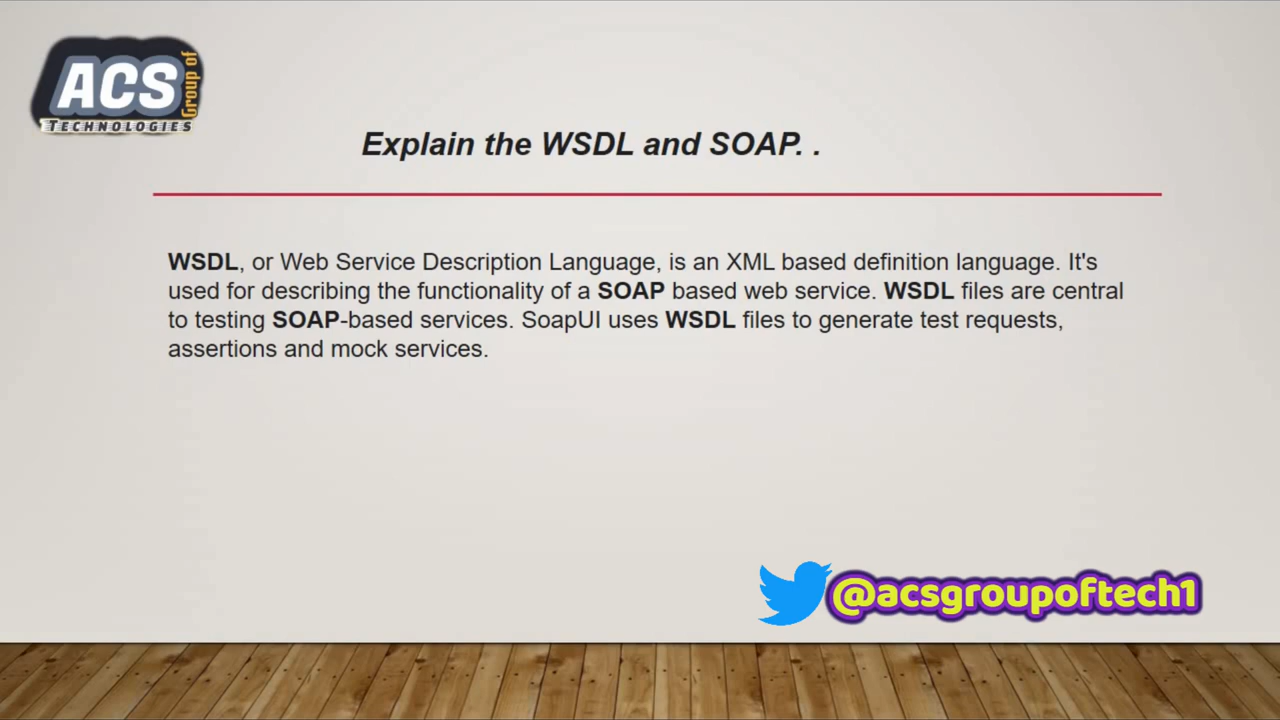 ACS
Group of
TECHNOLOGIES
Explain the WSDL and SOAP. .
WSDL, or Web Service Description Language, is an XML based definition language. It's
used for describing the functionality of a SOAP based web service. WSDL files are central
to testing SOAP-based services. SoapUI uses WSDL files to generate test requests,
assertions and mock services.
@acsgroupoftech1